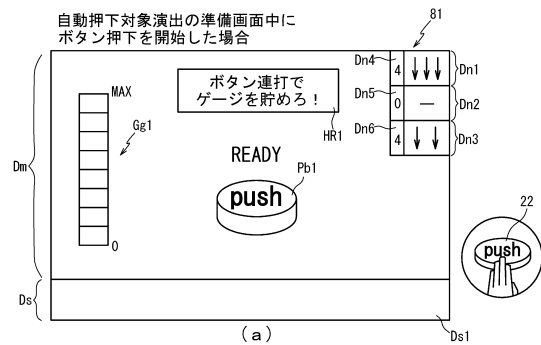 自動押下対象演出の準備画面中に
ボタン押下を開始した場合
81
Dn4
4
↓↓↓
Dn1
Dn5
0
—
Dn2
Dn6
4
↓ ↓
Dn3
ボタン連打で
ゲージを貯めろ！
HR1
MAX
Gg1
0
Dm
READY
Pb1
push
22
push
Ds
Ds1
(a)